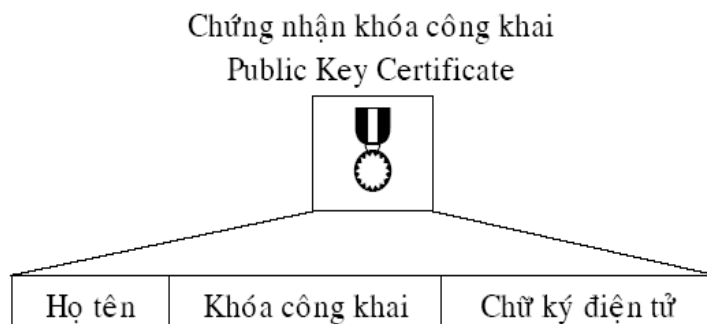 Chứng nhận khóa công khai
Public Key Certificate
Họ tên Khóa công khai Chữ ký điện tử